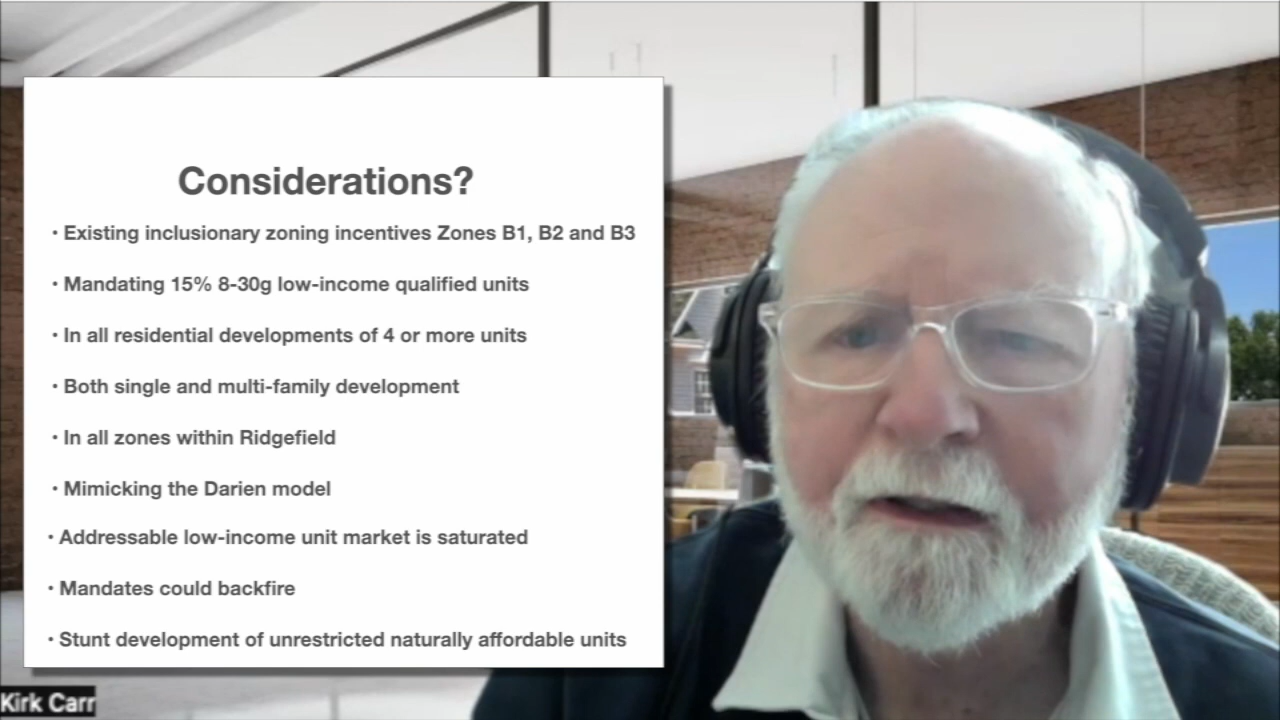 Considerations?
• Existing inclusionary zoning incentives Zones B1, B2 and B3
• Mandating 15% 8-30g low-income qualified units
• In all residential developments of 4 or more units
• Both single and multi-family development
• In all zones within Ridgefield
• Mimicking the Darien model
• Addressable low-income unit market is saturated
• Mandates could backfire
• Stunt development of unrestricted naturally affordable units
Kirk Carr